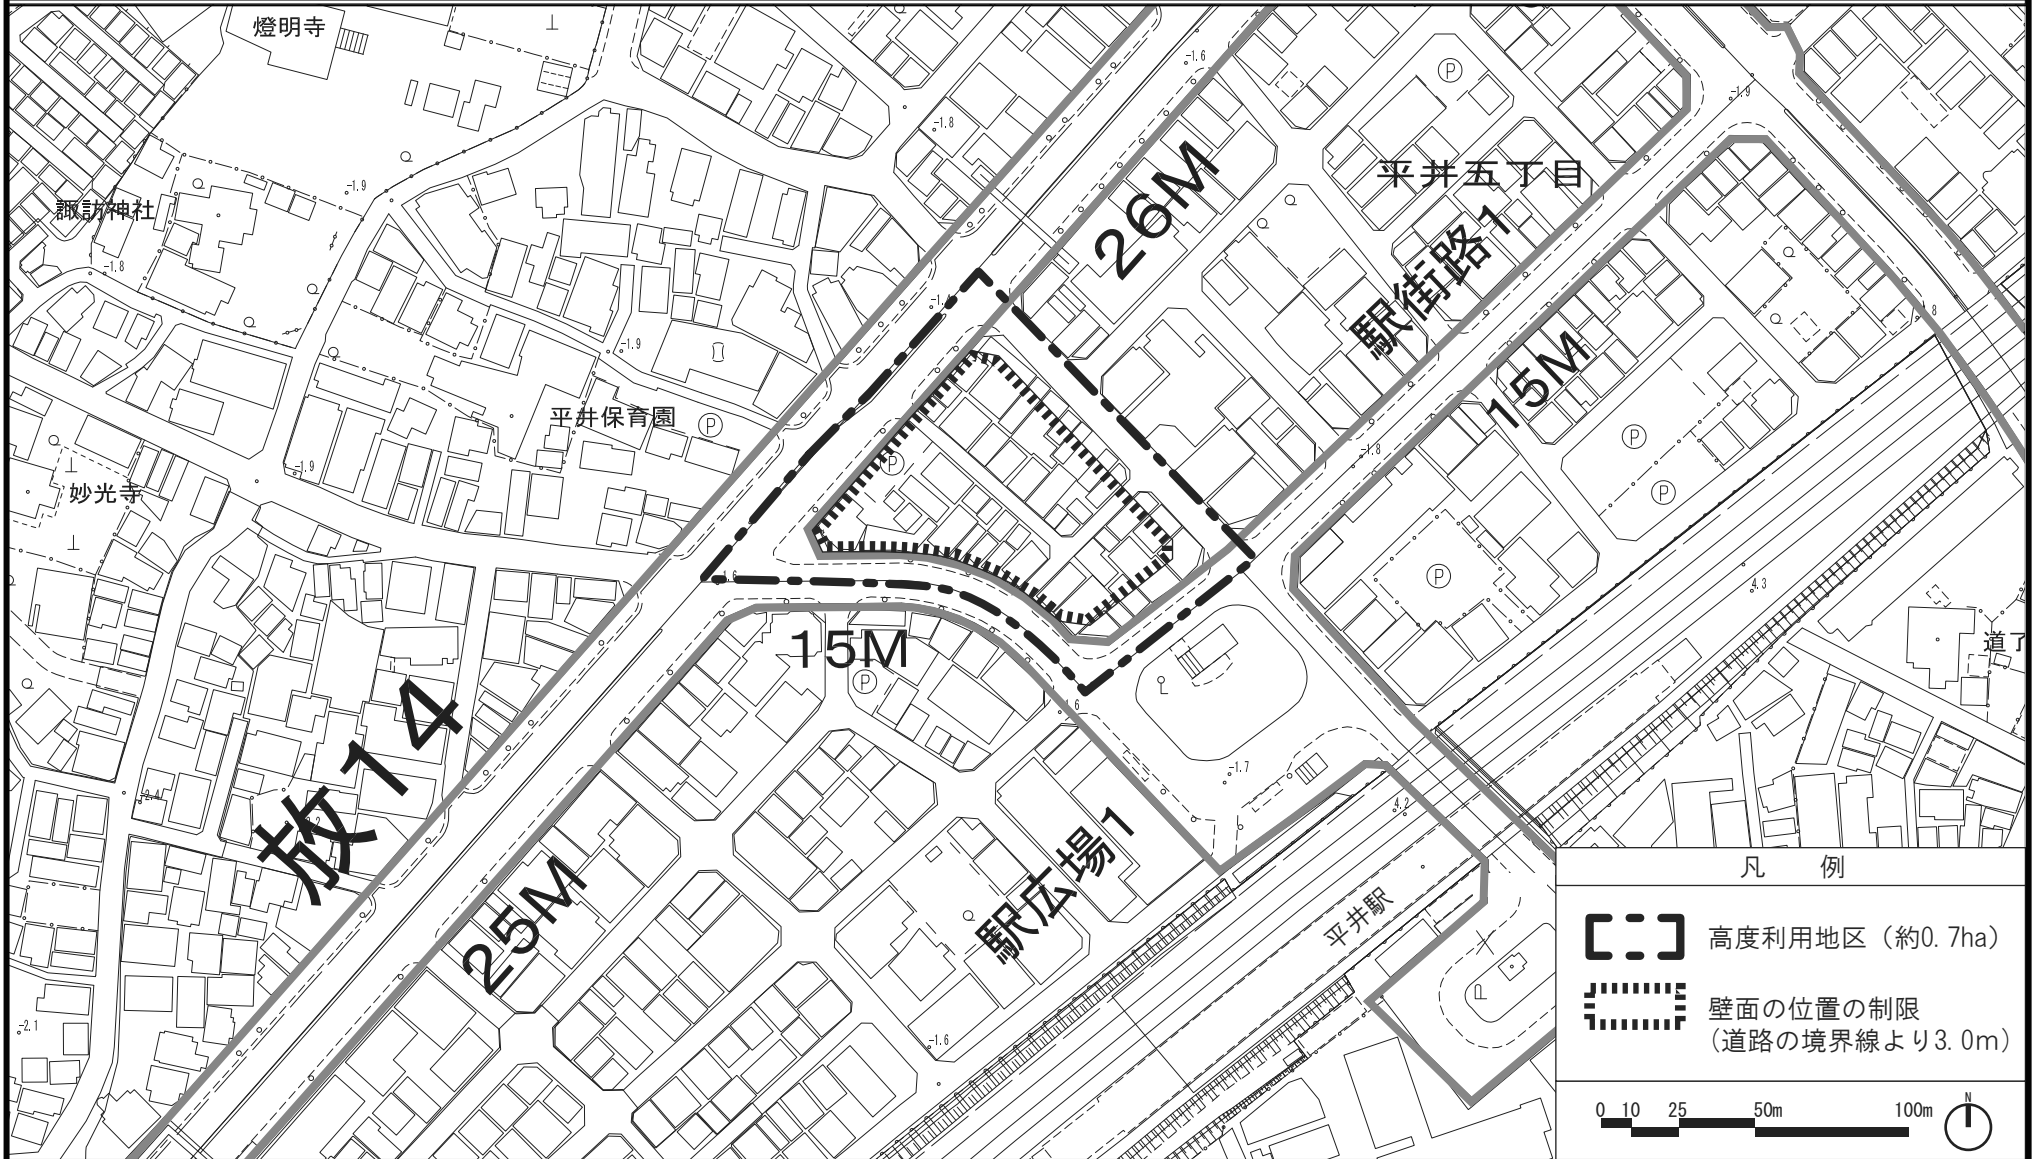 燈明寺
-1.6
Ⓟ
-1.9
-1.8
26M
平井五丁目
-1.9
諏訪神社
駅街路1
-1.8
-1.9
15M
平井保育園
Ⓟ
Ⓟ
Ⓟ
-1.8
-1.9
妙光寺
Ⓟ
Ⓟ
4.3
-1.6
15M
Ⓟ
放14
-1.7
4.2
駅広場1
25M
平井駅
-2.1
-1.6
凡 例
高度利用地区（約0.7ha）
壁面の位置の制限
（道路の境界線より3.0m）
0 10 25 50m 100m
N